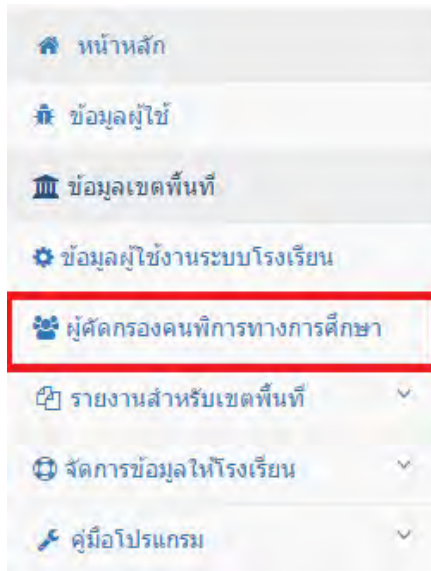 หน้าหลัก
ข้อมูลผู้ใช้
ข้อมูลเขตพื้นที่
ข้อมูลผู้ใช้งานระบบโรงเรียน
ผู้คัดกรองคนพิการทางการศึกษา
รายงานสำหรับเขตพื้นที่
จัดการข้อมูลให้โรงเรียน
คู่มือโปรแกรม